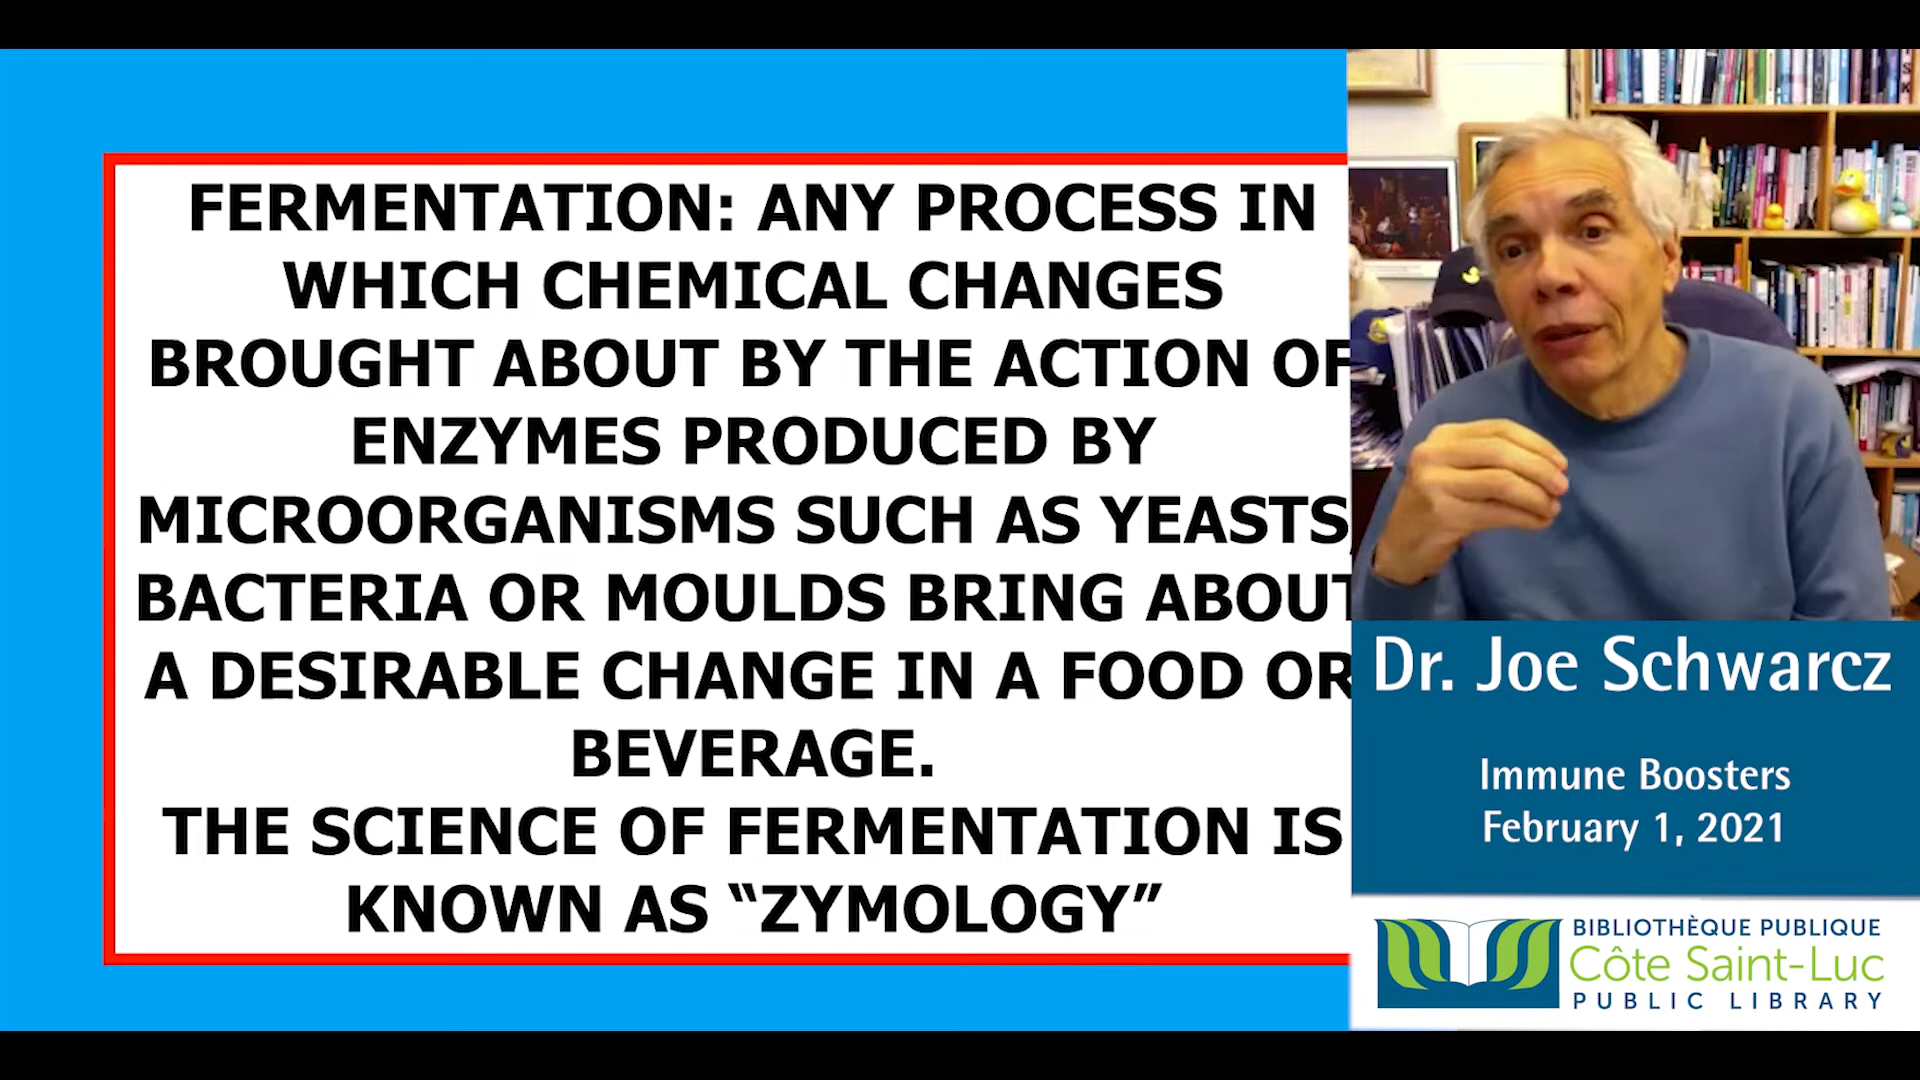 FERMENTATION: ANY PROCESS IN
WHICH CHEMICAL CHANGES
BROUGHT ABOUT BY THE ACTION OF
ENZYMES PRODUCED BY
MICROORGANISMS SUCH AS YEASTS,
BACTERIA OR MOULDS BRING ABOUT
A DESIRABLE CHANGE IN A FOOD OR
BEVERAGE.
THE SCIENCE OF FERMENTATION IS
KNOWN AS “ZYMOLOGY”
Dr. Joe Schwarcz
Immune Boosters
February 1, 2021
BIBLIOTHÈQUE PUBLIQUE
Côte Saint-Luc
PUBLIC LIBRARY